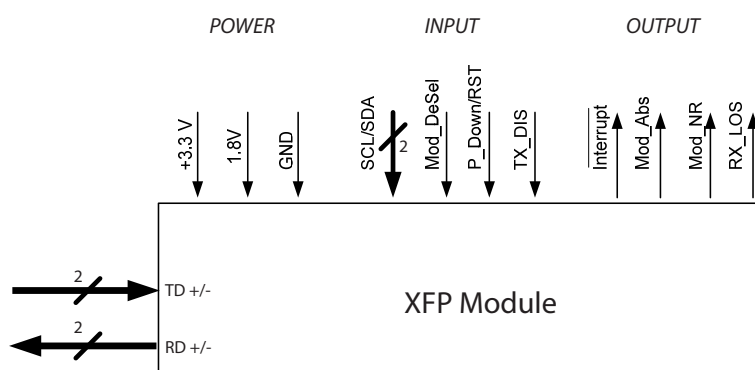 POWER
INPUT
OUTPUT
+3.3 V
1.8V
GND
SCL/SDA
2
Mod_DeSel
P_Down/RST
TX_DIS
Interrupt
Mod_Abs
Mod_NR
RX_LOS
2
TD +/-
XFP Module
2
RD +/-